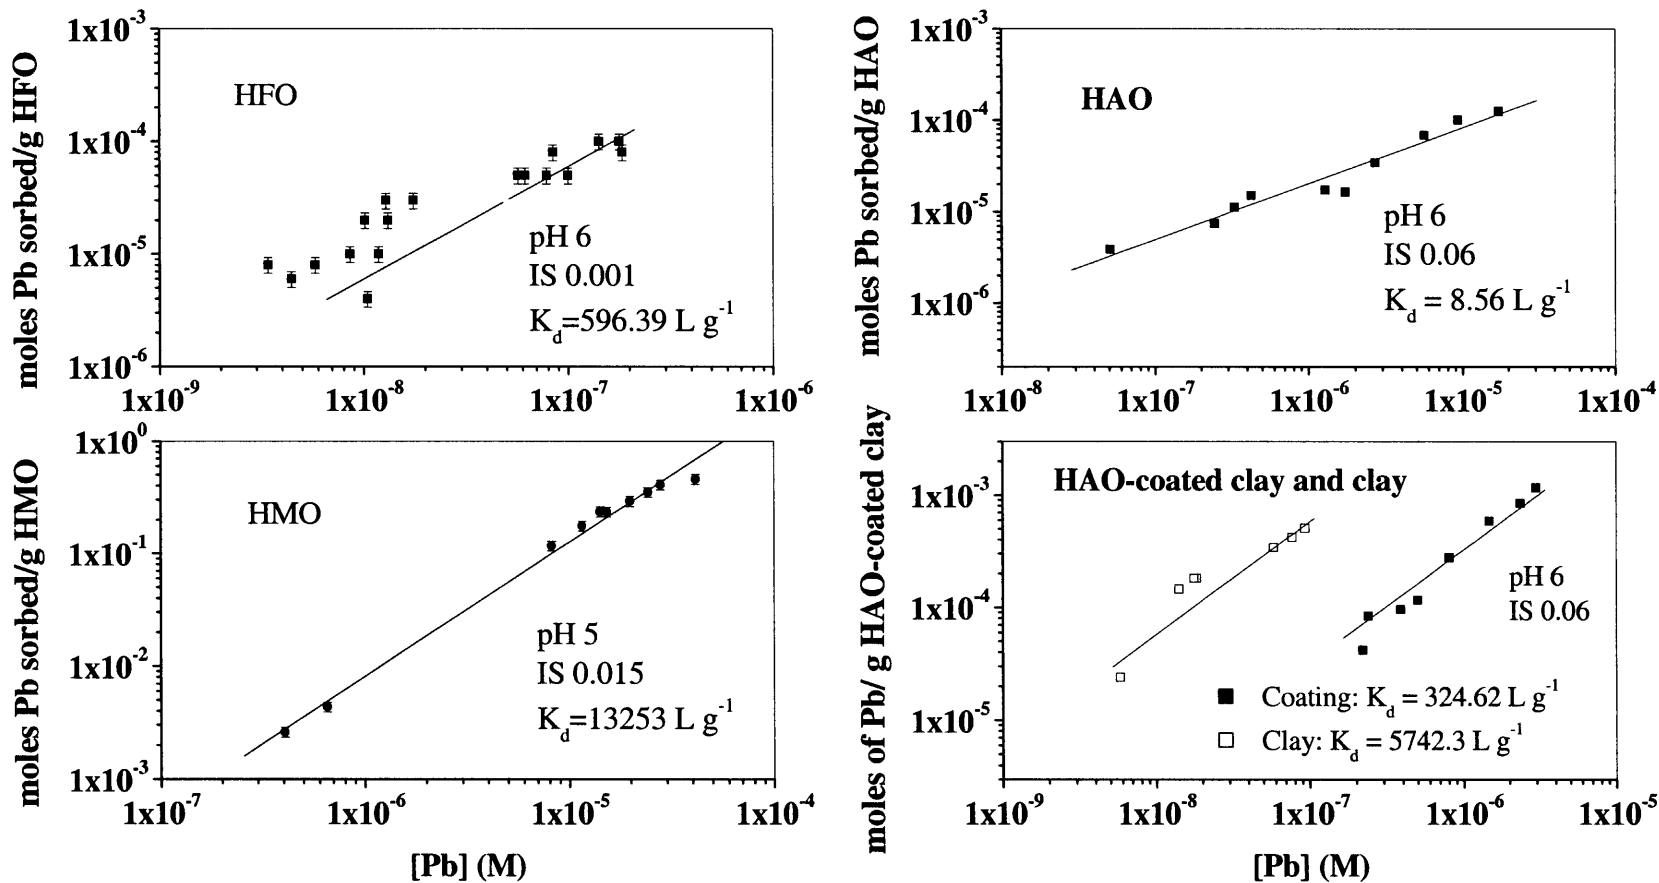 moles Pb sorbed/g HFO
1x10⁻³
1x10⁻⁴
1x10⁻⁵
1x10⁻⁶
HFO
pH 6
IS 0.001
K_d=596.39 L g⁻¹
1x10⁻⁹ 1x10⁻⁸ 1x10⁻⁷ 1x10⁻⁶
moles Pb sorbed/g HAO
1x10⁻³
1x10⁻⁴
1x10⁻⁵
1x10⁻⁶
HAO
pH 6
IS 0.06
K_d = 8.56 L g⁻¹
1x10⁻⁸ 1x10⁻⁷ 1x10⁻⁶ 1x10⁻⁵ 1x10⁻⁴
moles Pb sorbed/g HMO
1x10⁰
1x10⁻¹
1x10⁻²
1x10⁻³
HMO
pH 5
IS 0.015
K_d=13253 L g⁻¹
1x10⁻⁷ 1x10⁻⁶ 1x10⁻⁵ 1x10⁻⁴
[Pb] (M)
moles of Pb/ g HAO-coated clay
1x10⁻³
1x10⁻⁴
1x10⁻⁵
HAO-coated clay and clay
pH 6
IS 0.06
Coating: K_d = 324.62 L g⁻¹
Clay: K_d = 5742.3 L g⁻¹
1x10⁻⁹ 1x10⁻⁸ 1x10⁻⁷ 1x10⁻⁶ 1x10⁻⁵
[Pb] (M)